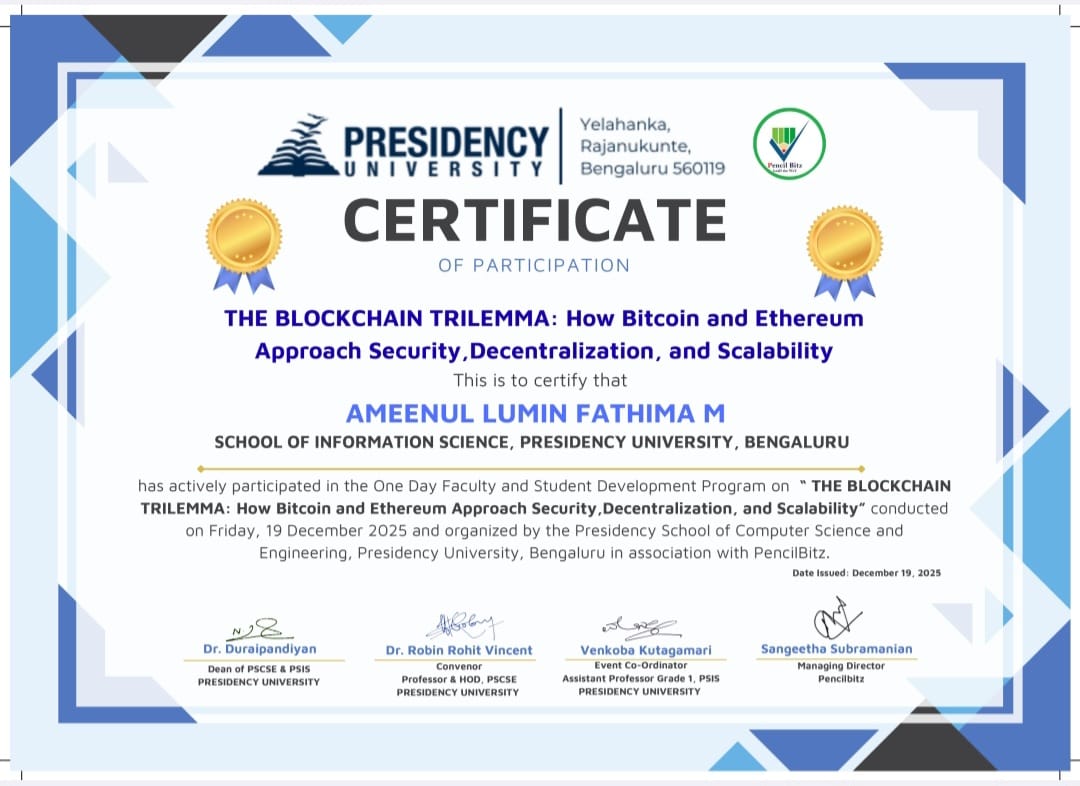 PRESIDENCY
UNIVERSITY
Yelahanka,
Rajanukunte,
Bengaluru 560119
Pencil Bitz
CERTIFICATE
OF PARTICIPATION
THE BLOCKCHAIN TRILEMMA: How Bitcoin and Ethereum
Approach Security,Decentralization, and Scalability
This is to certify that
AMEENUL LUMIN FATHIMA M
SCHOOL OF INFORMATION SCIENCE, PRESIDENCY UNIVERSITY, BENGALURU
has actively participated in the One Day Faculty and Student Development Program on “ THE BLOCKCHAIN
TRILEMMA: How Bitcoin and Ethereum Approach Security,Decentralization, and Scalability” conducted
on Friday, 19 December 2025 and organized by the Presidency School of Computer Science and
Engineering, Presidency University, Bengaluru in association with PencilBitz.
Date Issued: December 19, 2025
Dr. Duraipandiyan
Dean of PSCSE & PSIS
PRESIDENCY UNIVERSITY
Dr. Robin Rohit Vincent
Convenor
Professor & HOD, PSCSE
PRESIDENCY UNIVERSITY
Venkoba Kutagamari
Event Co-Ordinator
Assistant Professor Grade 1, PSIS
PRESIDENCY UNIVERSITY
Sangeetha Subramanian
Managing Director
Pencilbitz